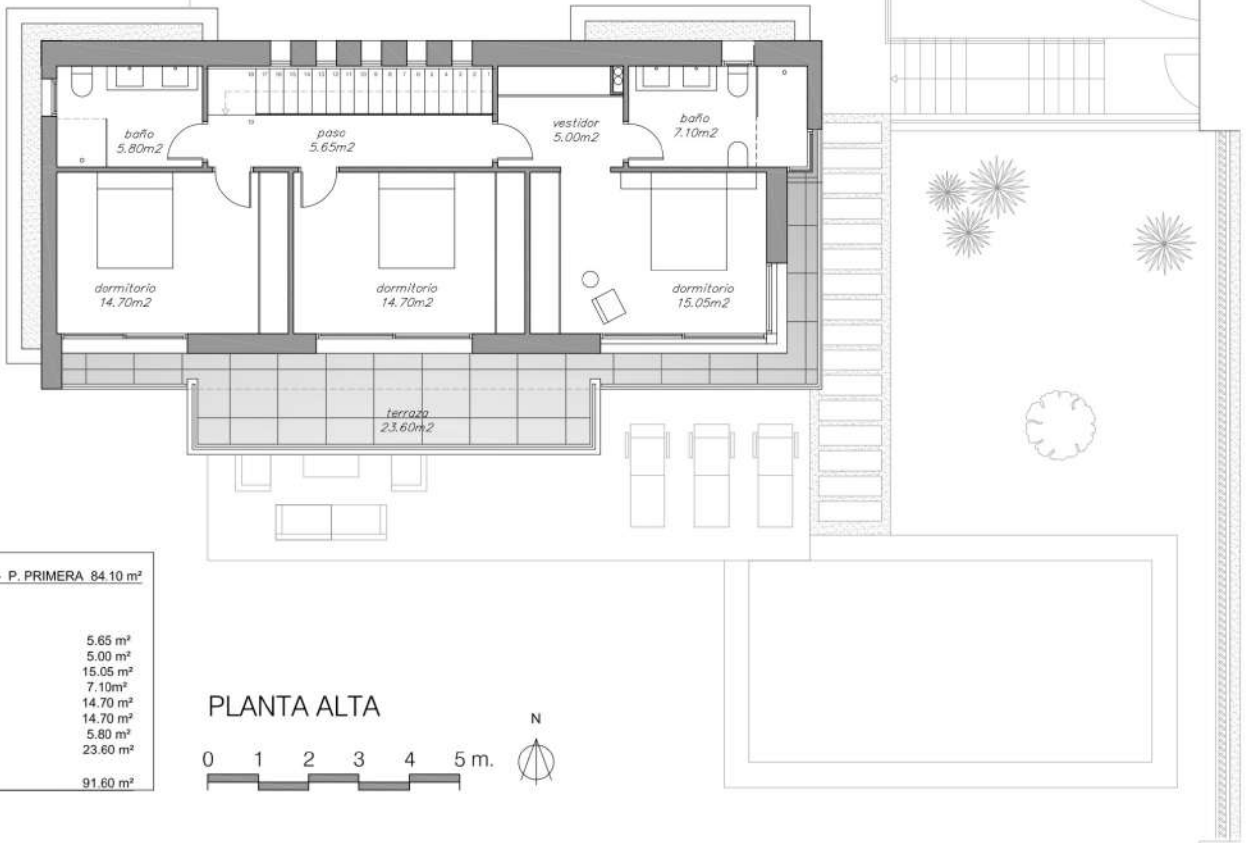 baño
5.80m2
paso
5.65m2
vestidor
5.00m2
baño
7.10m2
dormitorio
14.70m2
dormitorio
14.70m2
dormitorio
15.05m2
terraza
23.60m2
P. PRIMERA 84.10 m²
5.65 m²
5.00 m²
15.05 m²
7.10m²
14.70 m²
14.70 m²
5.80 m²
23.60 m²
91.60 m²
PLANTA ALTA
0 1 2 3 4 5 m.
N